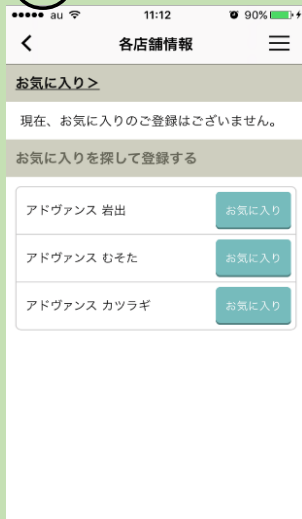 au 11:12 90%
各店舗情報
お気に入り>
現在、お気に入りのご登録はございません。
お気に入りを探して登録する
アドヴァンス 岩出 お気に入り
アドヴァンス むそた お気に入り
アドヴァンス カツラギ お気に入り